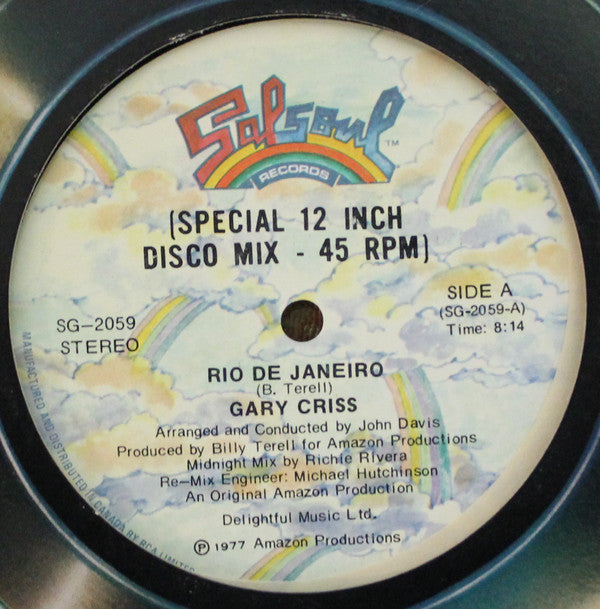 Salsoul
RECORDS
TM
(SPECIAL 12 INCH
DISCO MIX - 45 RPM)
SG-2059
STEREO
SIDE A
(SG-2059-A)
Time: 8:14
RIO DE JANEIRO
(B. Terell)
GARY CRISS
Arranged and Conducted by John Davis
Produced by Billy Terell for Amazon Productions
Midnight Mix by Richie Rivera
Re-Mix Engineer: Michael Hutchinson
An Original Amazon Production
Delightful Music Ltd.
Ⓟ 1977 Amazon Productions
MANUFACTURED AND DISTRIBUTED IN CANADA BY RCA LIMITED